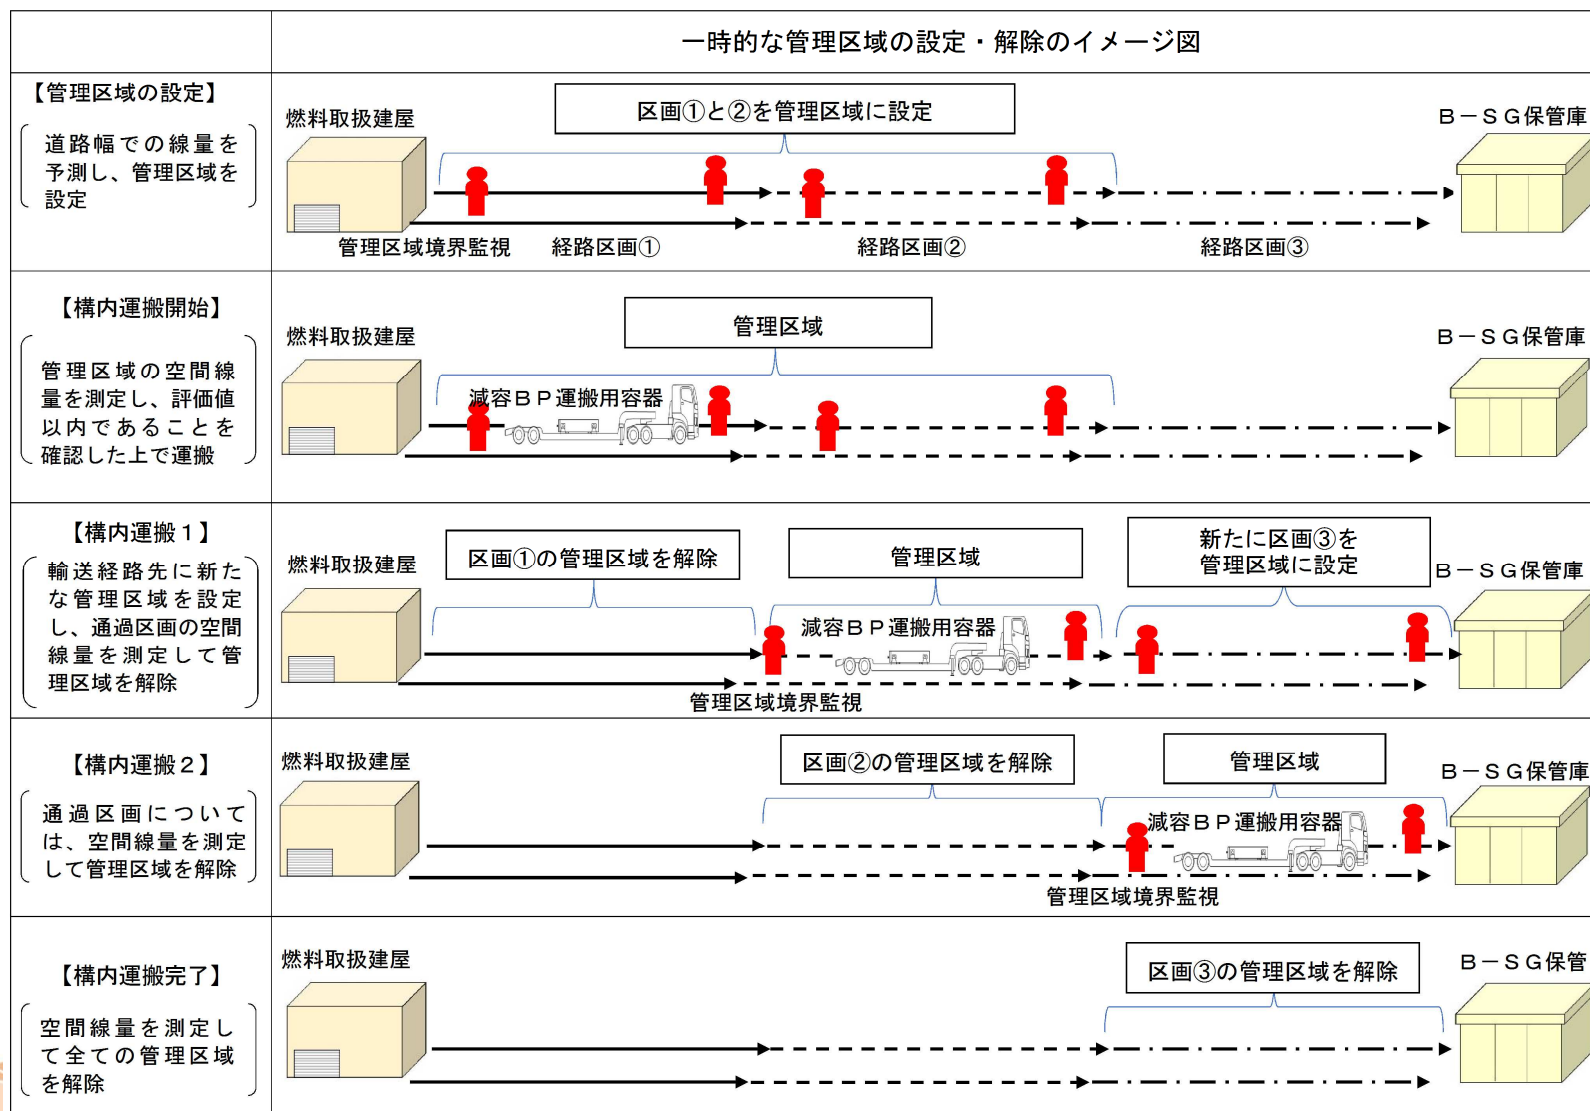 一時的な管理区域の設定・解除のイメージ図
【管理区域の設定】
道路幅での線量を
予測し、管理区域を
設定
燃料取扱建屋
区画①と②を管理区域に設定
B－SG保管庫
管理区域境界監視
経路区画①
経路区画②
経路区画③
【構内運搬開始】
管理区域の空間線
量を測定し、評価値
以内であることを
確認した上で運搬
燃料取扱建屋
管理区域
B－SG保管庫
減容BP運搬用容器
【構内運搬1】
輸送経路先に新た
な管理区域を設定
し、通過区画の空間
線量を測定して管
理区域を解除
燃料取扱建屋
区画①の管理区域を解除
管理区域
新たに区画③を
管理区域に設定
B－SG保管庫
減容BP運搬用容器
管理区域境界監視
【構内運搬2】
通過区画について
は、空間線量を測定
して管理区域を解除
燃料取扱建屋
区画②の管理区域を解除
管理区域
B－SG保管庫
減容BP運搬用容器
管理区域境界監視
【構内運搬完了】
空間線量を測定し
て全ての管理区域
を解除
燃料取扱建屋
区画③の管理区域を解除
B－SG保管